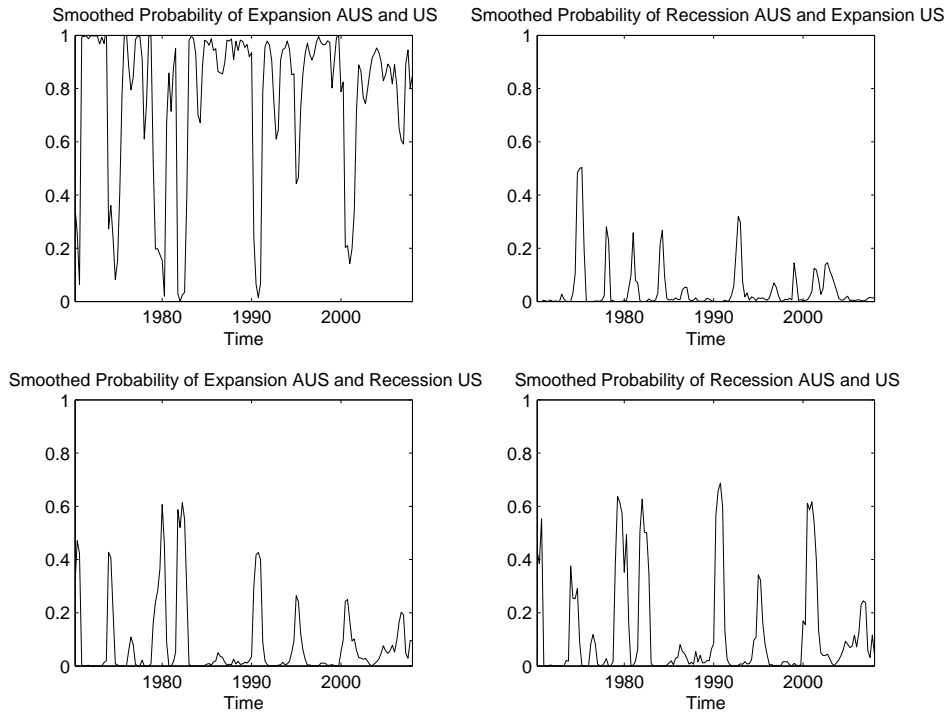 Smoothed Probability of Expansion AUS and US
1
0.8
0.6
0.4
0.2
0
1980 1990 2000
Time
Smoothed Probability of Recession AUS and Expansion US
1
0.8
0.6
0.4
0.2
0
1980 1990 2000
Time
Smoothed Probability of Expansion AUS and Recession US
1
0.8
0.6
0.4
0.2
0
1980 1990 2000
Time
Smoothed Probability of Recession AUS and US
1
0.8
0.6
0.4
0.2
0
1980 1990 2000
Time